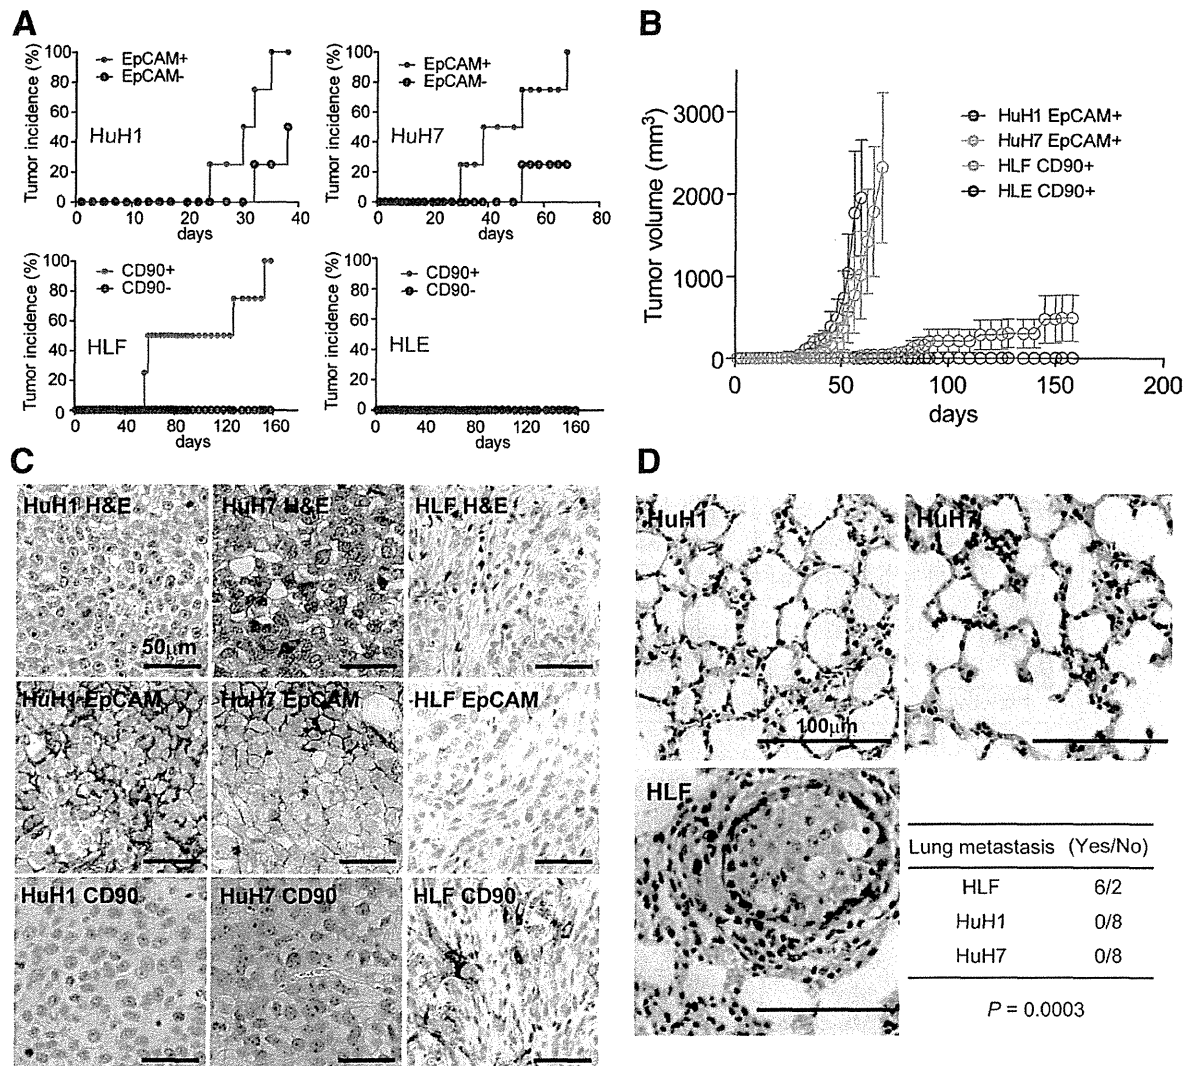 A
Tumor incidence (%)
100
80
60
40
20
0
EpCAM+
EpCAM-
HuH1
0 10 20 30 40
days
Tumor incidence (%)
100
80
60
40
20
0
EpCAM+
EpCAM-
HuH7
0 20 40 60 80
days
Tumor incidence (%)
100
80
60
40
20
0
CD90+
CD90-
HLF
0 40 80 120 160
days
Tumor incidence (%)
100
80
60
40
20
0
CD90+
CD90-
HLE
0 40 80 120 160
days
B
Tumor volume (mm³)
3000
2000
1000
0
HuH1 EpCAM+
HuH7 EpCAM+
HLF CD90+
HLE CD90+
0 50 100 150 200
days
C
HuH1 H&E
50μm
HuH7 H&E
HLF H&E
HuH1 EpCAM
HuH7 EpCAM
HLF EpCAM
HuH1 CD90
HuH7 CD90
HLF CD90
D
HuH1
100μm
HuH7
HLF
Lung metastasis (Yes/No)
HLF 6/2
HuH1 0/8
HuH7 0/8
P = 0.0003